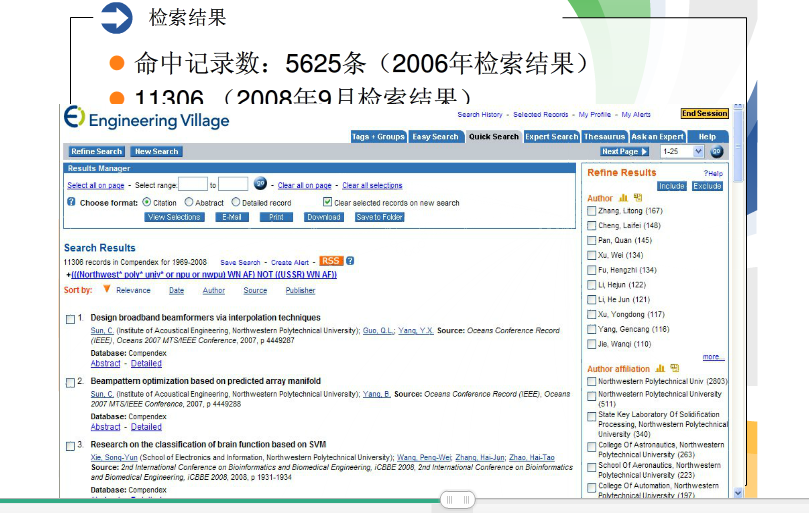 检索结果
命中记录数：5625条（2006年检索结果）
11306 （2008年9月检索结果）
Engineering Village
Search History - Selected Records - My Profile - My Alerts
End Session
Tags + Groups Easy Search Quick Search Expert Search Thesaurus Ask an Expert Help
Refine Search New Search Next Page 1-25 go
Results Manager
Select all on page - Select range: to go - Clear all on page - Clear all selections
? Choose format: Citation Abstract Detailed record Clear selected records on new search
View Selections E-Mail Print Download Save to Folder
Search Results
11306 records in Compendex for 1969-2008 Save Search - Create Alert - RSS ?
+(((Northwest* poly* univ* or npu or nwpu) WN AF) NOT ((USSR) WN AF))
Sort by: Relevance Date Author Source Publisher
1. Design broadband beamformers via interpolation techniques
Sun, C. (Institute of Acoustical Engineering, Northwestern Polytechnical University); Guo, Q.L.; Yang, Y.X. Source: Oceans Conference Record
(IEEE), Oceans 2007 MTS/IEEE Conference, 2007, p 4449287
Database: Compendex
Abstract - Detailed
2. Beampattern optimization based on predicted array manifold
Sun, C. (Institute of Acoustical Engineering, Northwestern Polytechnical University); Yang, B. Source: Oceans Conference Record (IEEE), Oceans
2007 MTS/IEEE Conference, 2007, p 4449288
Database: Compendex
Abstract - Detailed
3. Research on the classification of brain function based on SVM
Xie, Song-Yun (School of Electronics and Information, Northwestern Polytechnical University); Wang, Peng-Wei; Zhang, Hai-Jun; Zhao, Hai-Tao
Source: 2nd International Conference on Bioinformatics and Biomedical Engineering, iCBBE 2008, 2nd International Conference on Bioinformatics
and Biomedical Engineering, iCBBE 2008, 2008, p 1931-1934
Database: Compendex
Refine Results ?Help
Include Exclude
Author
Zhang, Litong (167)
Cheng, Laifei (148)
Pan, Quan (145)
Xu, Wei (134)
Fu, Hengzhi (134)
Li, Hejun (122)
Li, He Jun (121)
Xu, Yongdong (117)
Yang, Gencang (116)
Jie, Wanqi (110)
more...
Author affiliation
Northwestern Polytechnical Univ (2803)
Northwestern Polytechnical University
(511)
State Key Laboratory Of Solidification
Processing, Northwestern Polytechnical
University (340)
College Of Astronautics, Northwestern
Polytechnical University (263)
School Of Aeronautics, Northwestern
Polytechnical University (223)
College Of Automation, Northwestern
Polytechnical University (197)